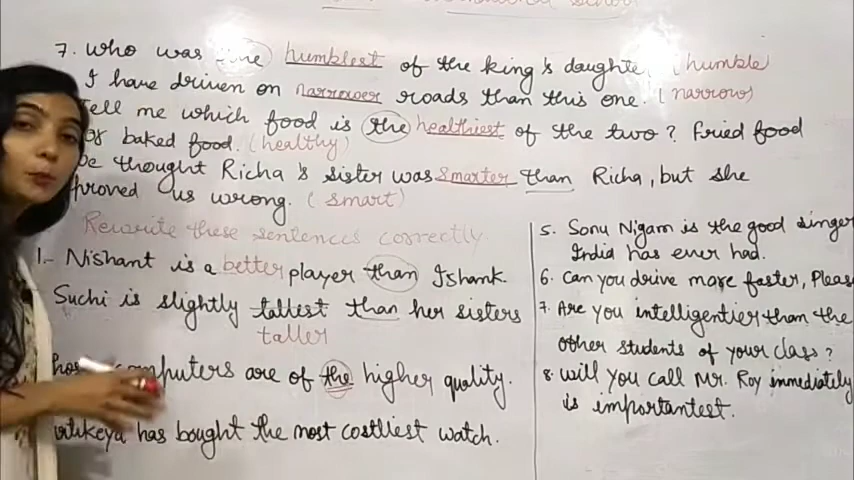 7. Who was the humblest of the king's daughter. (humble)
I have driven on narrower roads than this one. (narrow)
Tell me which food is the healthiest of the two? Fried food
or baked food. (healthy)
We thought Richa's sister was smarter than Richa, but she
proved us wrong. (smart)
Rewrite these sentences correctly
1.- Nishant is a better player than Ishank.
Suchi is slightly tallest than her sisters
taller
computers are of the higher quality.
has bought the most costliest watch.
5. Sonu Nigam is the good singer
India has ever had.
6. Can you drive more faster, Pleas
7. Are you intelligentier than the
other students of your class?
8. Will you call Mr. Roy immediately
is importantest.